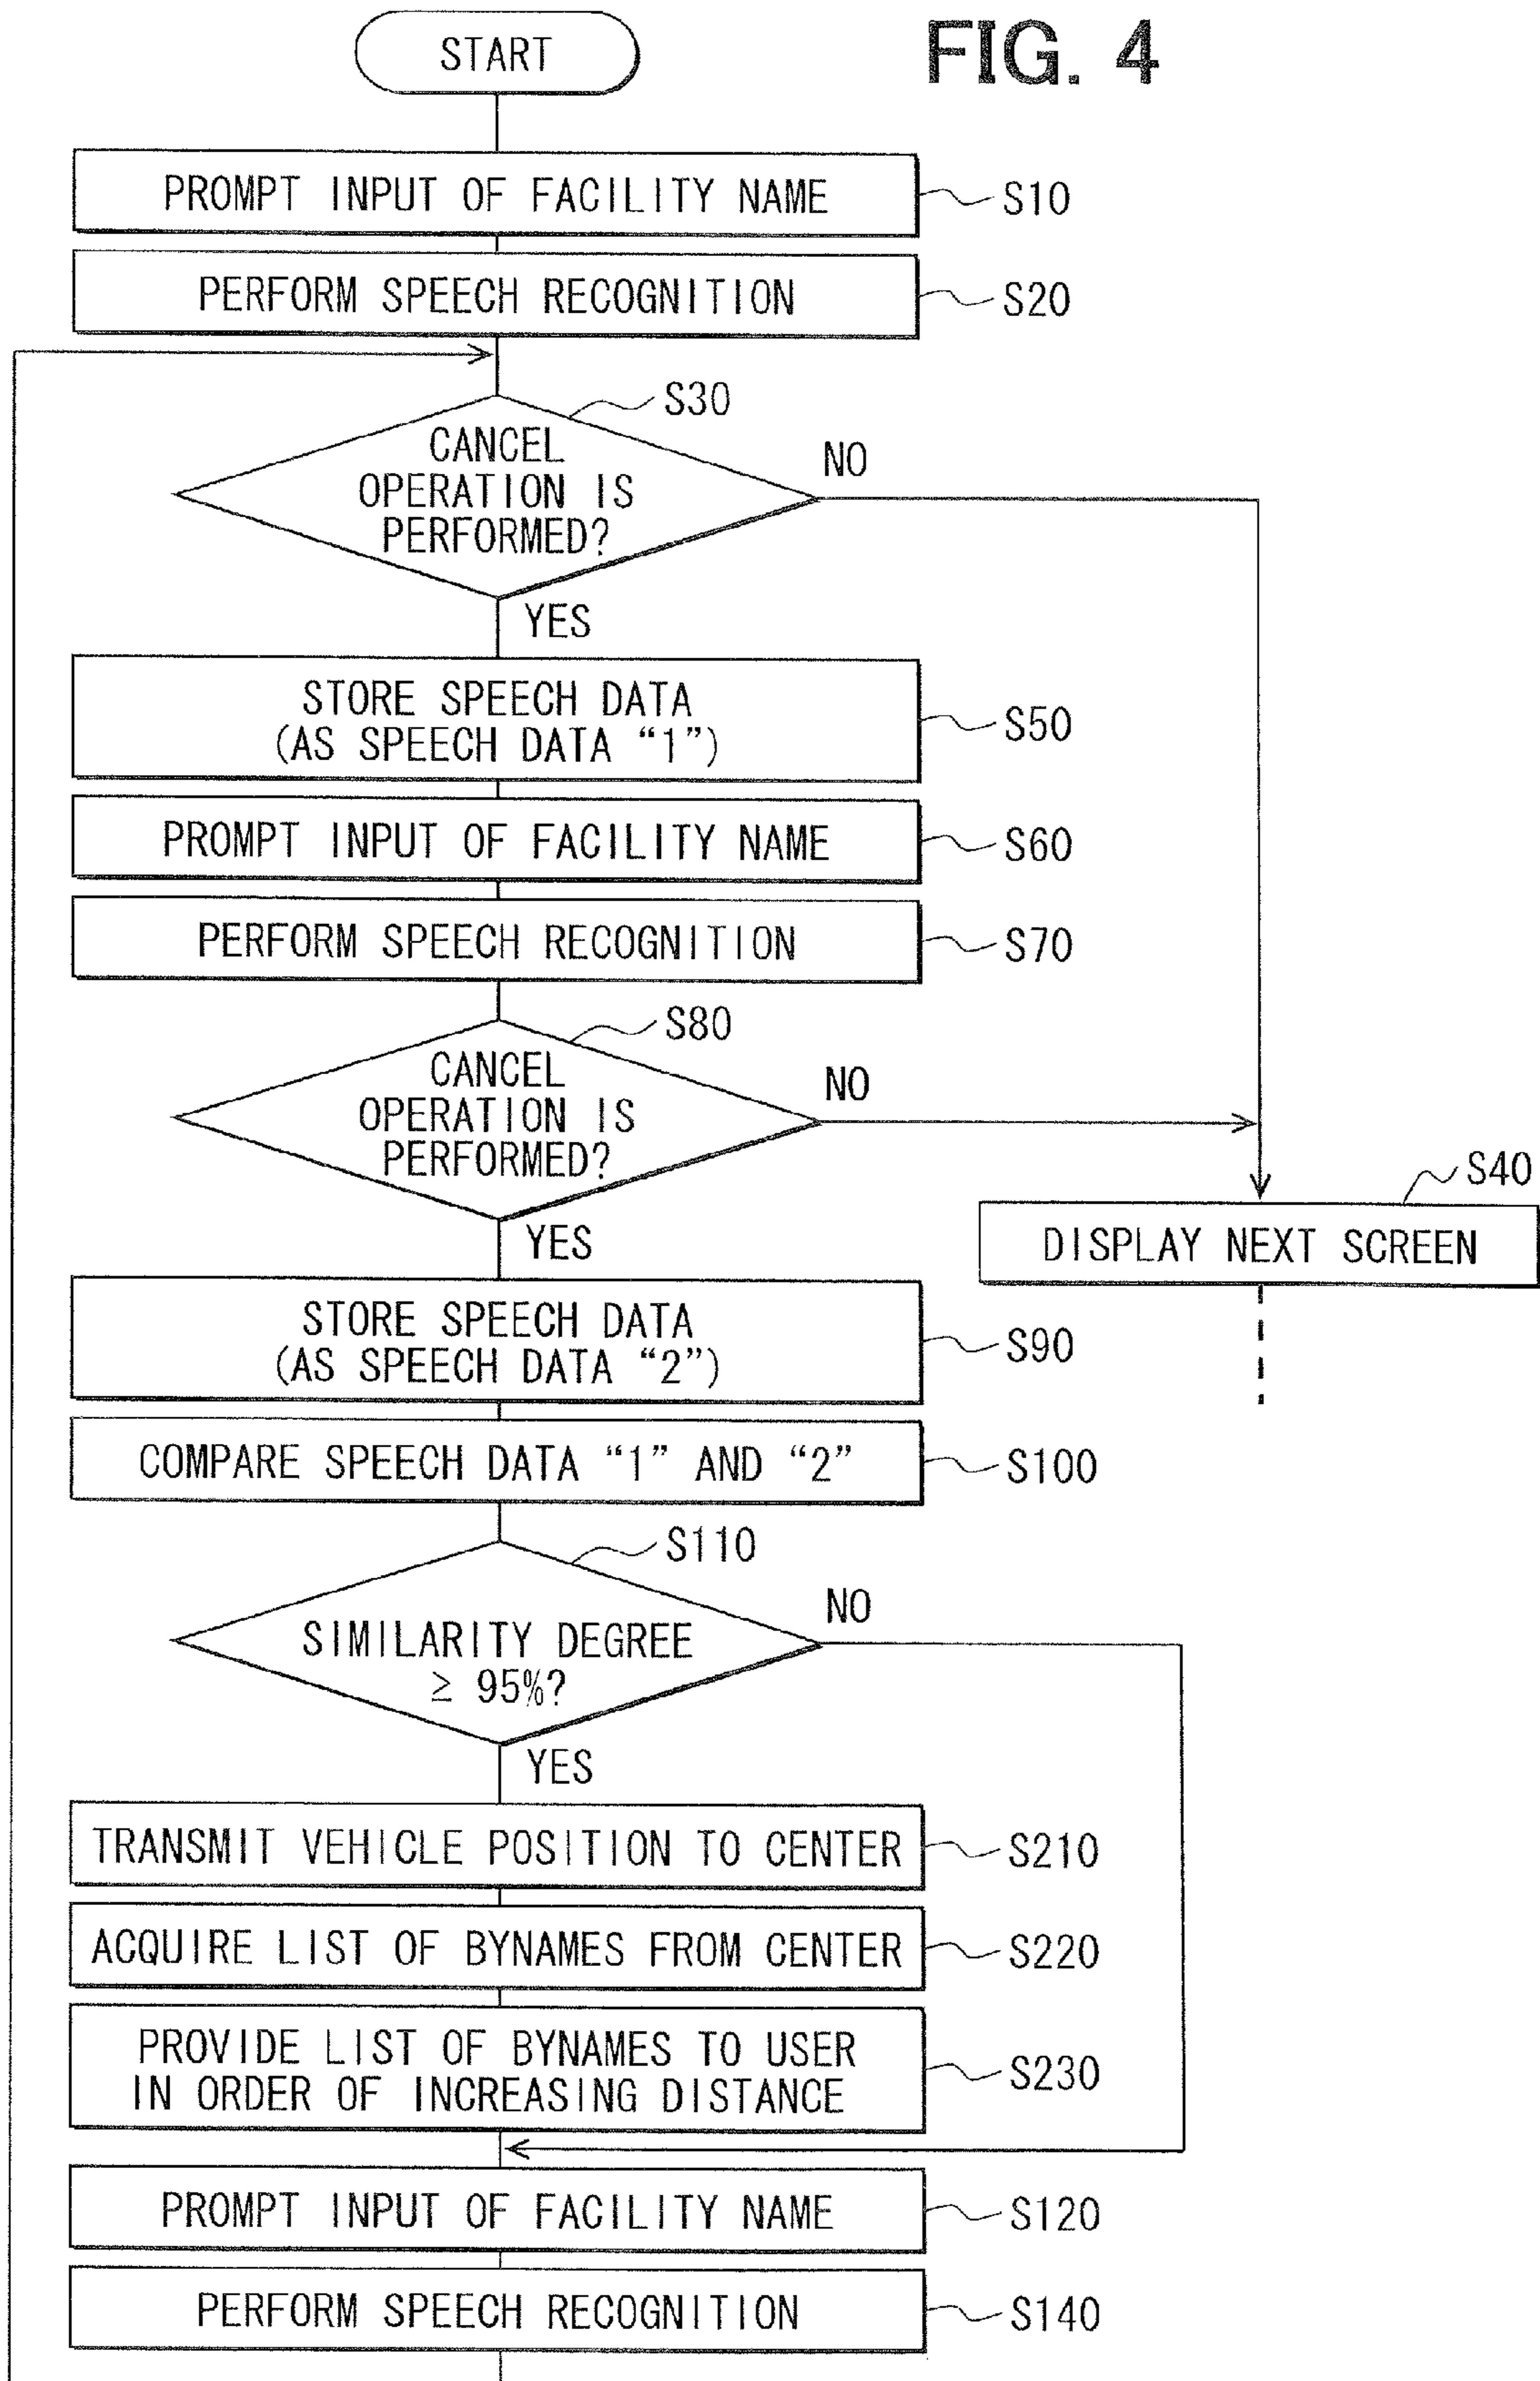 FIG. 4
START
PROMPT INPUT OF FACILITY NAME
S10
PERFORM SPEECH RECOGNITION
S20
S30
CANCEL
OPERATION IS
PERFORMED?
NO
YES
STORE SPEECH DATA
(AS SPEECH DATA “1”)
S50
PROMPT INPUT OF FACILITY NAME
S60
PERFORM SPEECH RECOGNITION
S70
S80
CANCEL
OPERATION IS
PERFORMED?
NO
YES
S40
DISPLAY NEXT SCREEN
STORE SPEECH DATA
(AS SPEECH DATA “2”)
S90
COMPARE SPEECH DATA “1” AND “2”
S100
S110
SIMILARITY DEGREE
≥ 95%?
NO
YES
TRANSMIT VEHICLE POSITION TO CENTER
S210
ACQUIRE LIST OF BYNAMES FROM CENTER
S220
PROVIDE LIST OF BYNAMES TO USER
IN ORDER OF INCREASING DISTANCE
S230
PROMPT INPUT OF FACILITY NAME
S120
PERFORM SPEECH RECOGNITION
S140